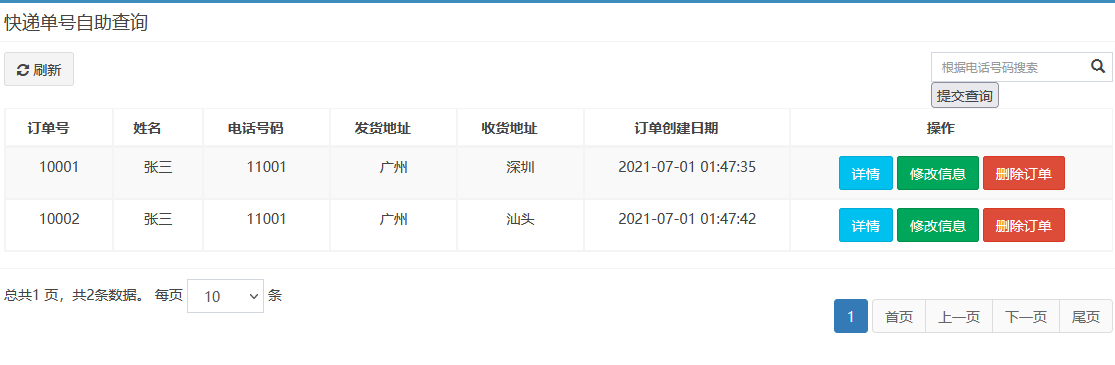 快递单号自助查询
刷新
根据电话号码搜索
提交查询
订单号 姓名 电话号码 发货地址 收货地址 订单创建日期 操作
10001 张三 11001 广州 深圳 2021-07-01 01:47:35 详情 修改信息 删除订单
10002 张三 11001 广州 汕头 2021-07-01 01:47:42 详情 修改信息 删除订单
总共1 页，共2条数据。 每页 10 条
1 首页 上一页 下一页 尾页